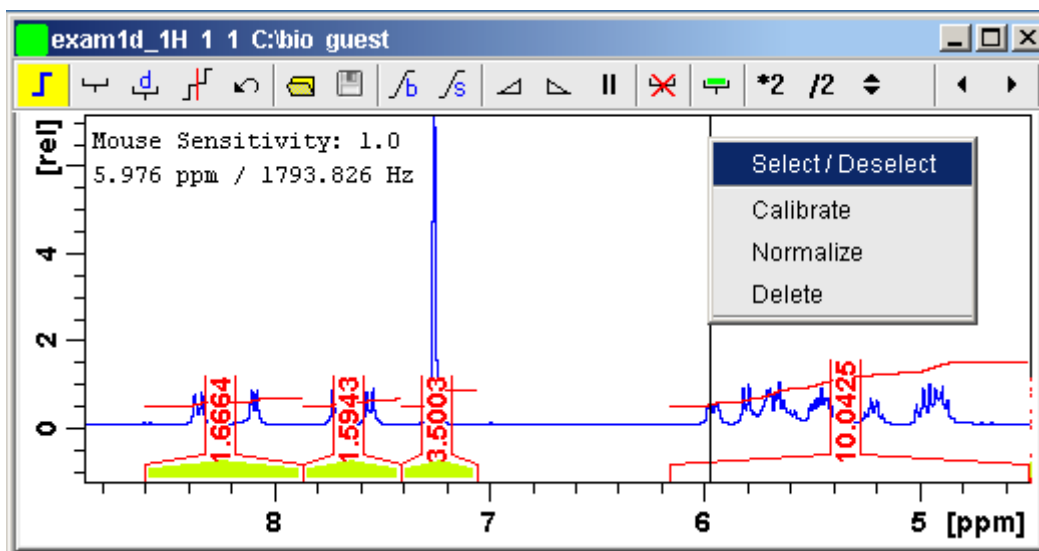 exam1d_1H 1 1 C:\bio guest
d b s *2 /2
[rel]
Mouse Sensitivity: 1.0
5.976 ppm / 1793.826 Hz
Select / Deselect
Calibrate
Normalize
Delete
4
2
0
1.6664
1.5943
3.5003
10.0425
8 7 6 5 [ppm]